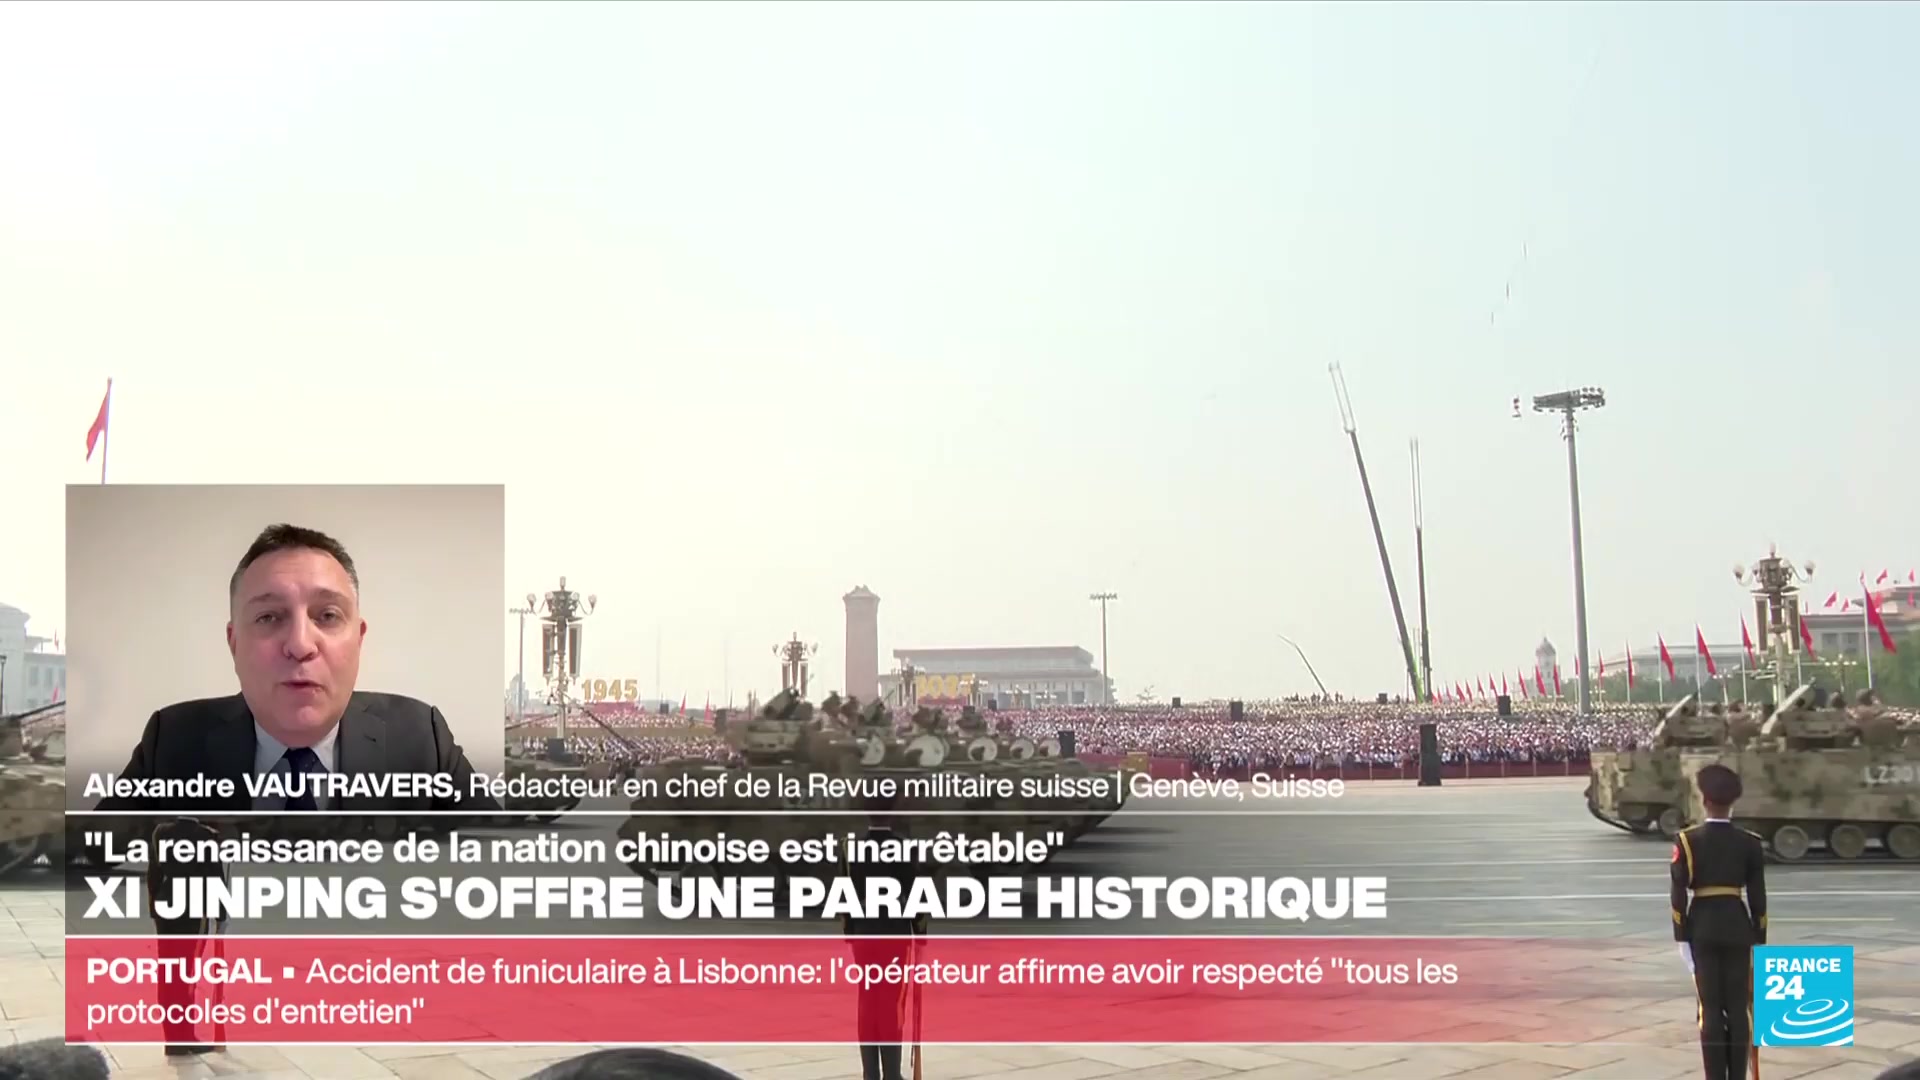 1945
2025
Alexandre VAUTRAVERS, Rédacteur en chef de la Revue militaire suisse | Genève, Suisse
"La renaissance de la nation chinoise est inarrêtable"
XI JINPING S'OFFRE UNE PARADE HISTORIQUE
PORTUGAL ▪ Accident de funiculaire à Lisbonne: l'opérateur affirme avoir respecté "tous les
protocoles d'entretien"
FRANCE
24